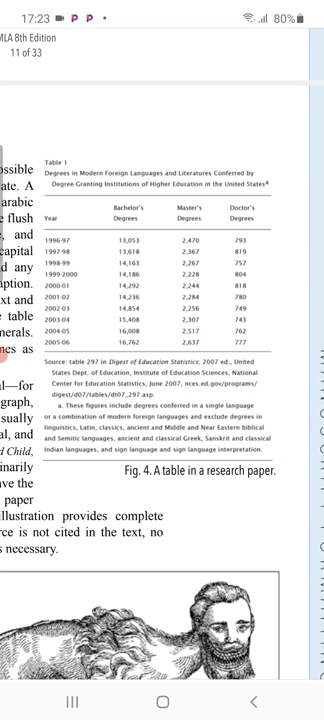 17:23 80%
MLA 8th Edition
11 of 33
Table 1
Degrees in Modern Foreign Languages and Literatures Conferred by
Degree-Granting Institutions of Higher Education in the United Statesª
Bachelor's Master's Doctor's
Year Degrees Degrees Degrees
1996-97 13,053 2,470 793
1997-98 13,618 2,367 819
1998-99 14,163 2,267 757
1999-2000 14,186 2,228 804
2000-01 14,292 2,244 818
2001-02 14,236 2,284 780
2002-03 14,854 2,256 749
2003-04 15,408 2,307 743
2004-05 16,008 2,517 762
2005-06 16,762 2,637 777
Source: table 297 in Digest of Education Statistics; 2007 ed., United
States Dept. of Education, Institute of Education Sciences, National
Center for Education Statistics, June 2007, nces.ed.gov/programs/
digest/d07/tables/dt07_297.asp.
a. These figures include degrees conferred in a single language
or a combination of modern foreign languages and exclude degrees in
linguistics, Latin, classics, ancient and Middle and Near Eastern biblical
and Semitic languages, ancient and classical Greek, Sanskrit and classical
Indian languages, and sign language and sign language interpretation.
Fig. 4. A table in a research paper.
ossible
ate. A
arabic
e flush
, and
capital
d any
aption.
ext and
e table
merals.
nes as
al—for
graph,
sually
al, and
d Child,
inarily
ave the
paper
illustration provides complete
rce is not cited in the text, no
s necessary.